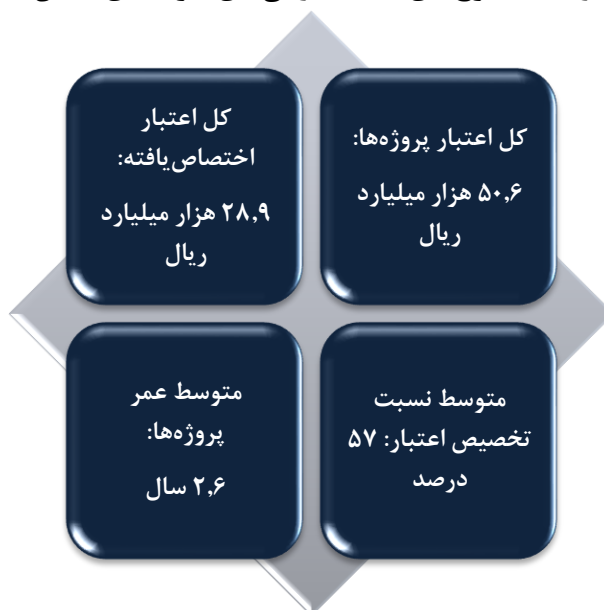 کل اعتبار پروژه‌ها:
۵۰,۶ هزار میلیارد
ریال
کل اعتبار
اختصاص‌یافته:
۲۸,۹ هزار میلیارد
ریال
متوسط نسبت
تخصیص اعتبار: ۵۷
درصد
متوسط عمر
پروژه‌ها:
۲,۶ سال